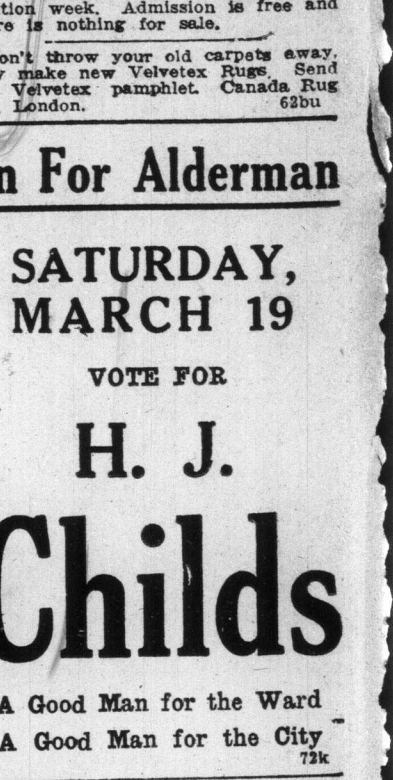 tion week. Admission is free and
re is nothing for sale.
on't throw your old carpets away.
y make new Velvetex Rugs. Send
Velvetex pamphlet. Canada Rug
London. 62bu
n For Alderman
SATURDAY,
MARCH 19
VOTE FOR
H. J.
Childs
A Good Man for the Ward
A Good Man for the City
72k